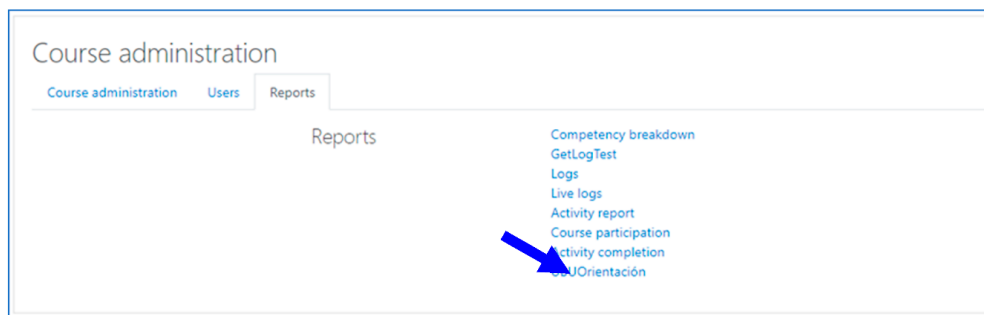 Course administration
Course administration Users Reports
Reports
Competency breakdown
GetLogTest
Logs
Live logs
Activity report
Course participation
Activity completion